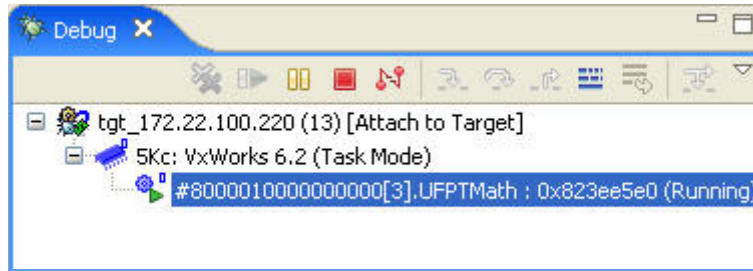 Debug
tgt_172.22.100.220 (13) [Attach to Target]
5Kc: VxWorks 6.2 (Task Mode)
#8000010000000000[3].UFPTMath : 0x823ee5e0 (Running)